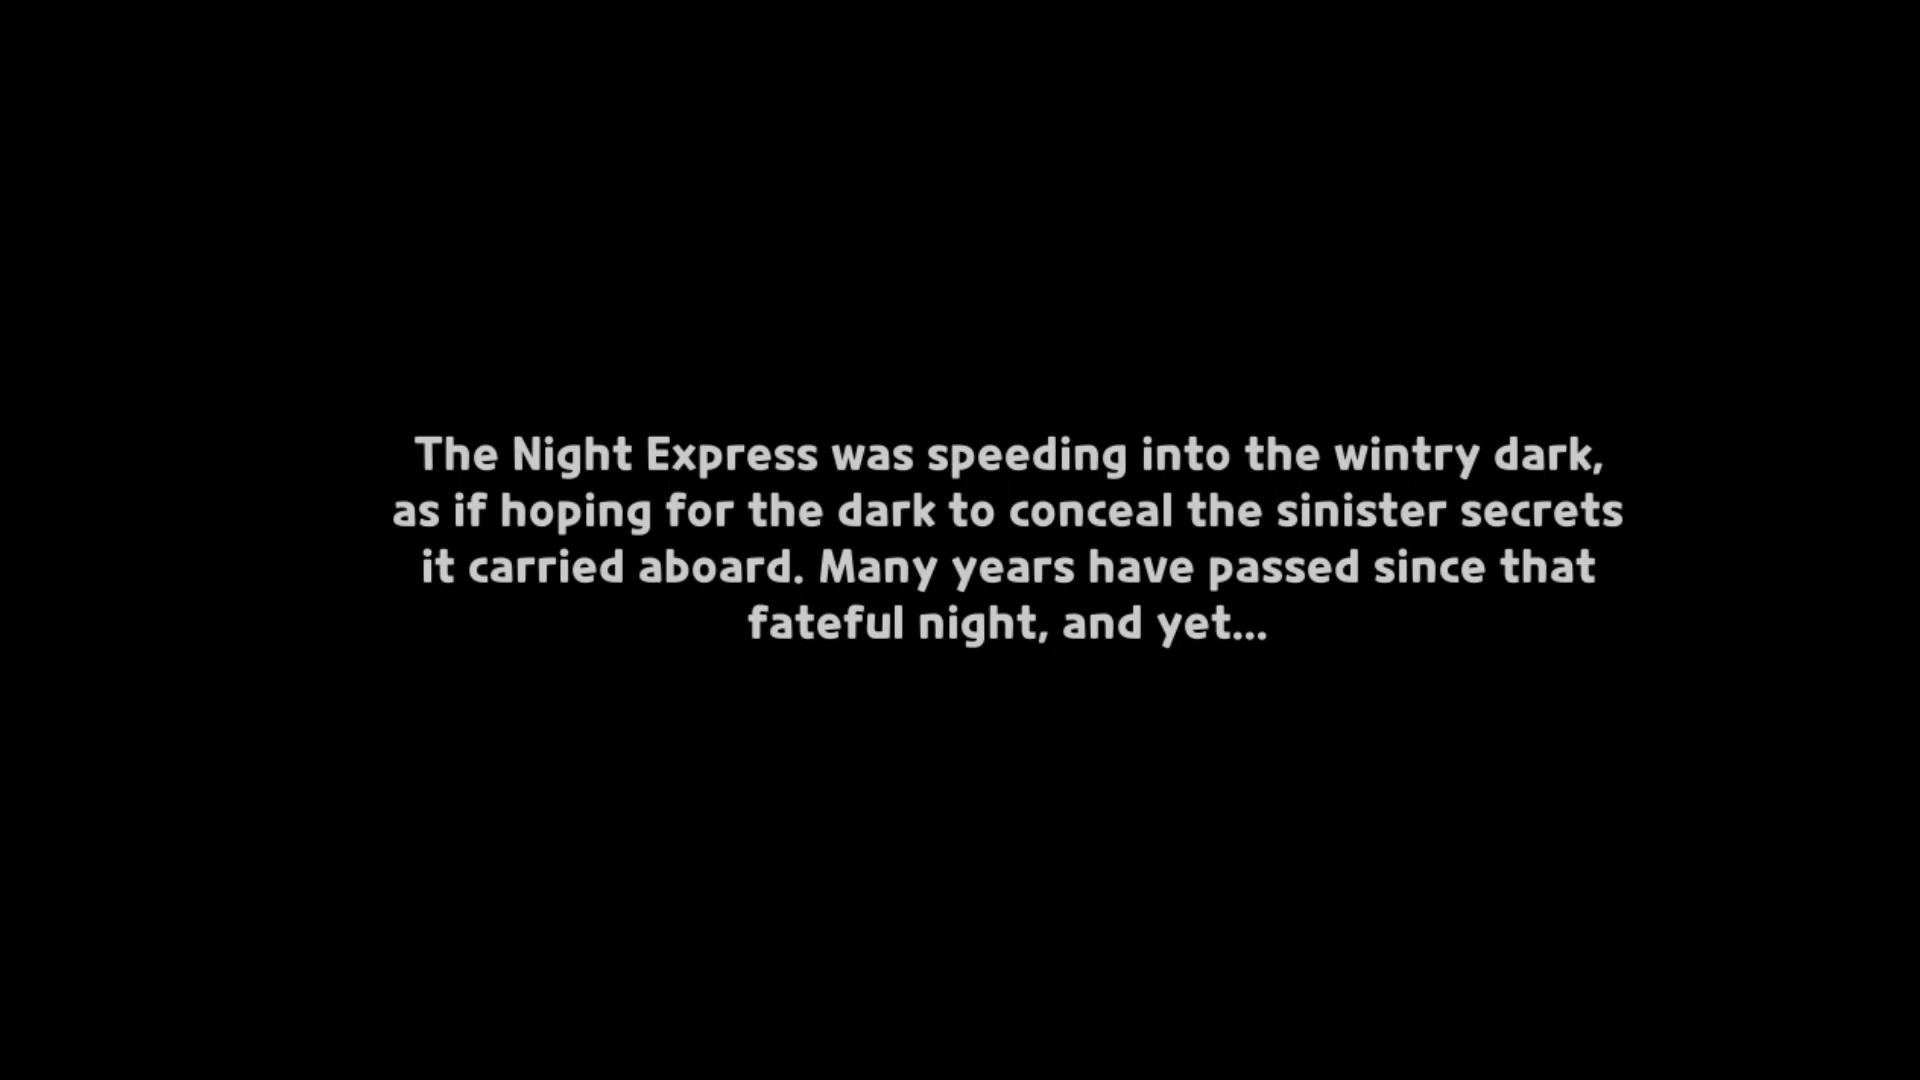 The Night Express was speeding into the wintry dark,
as if hoping for the dark to conceal the sinister secrets
it carried aboard. Many years have passed since that
fateful night, and yet...